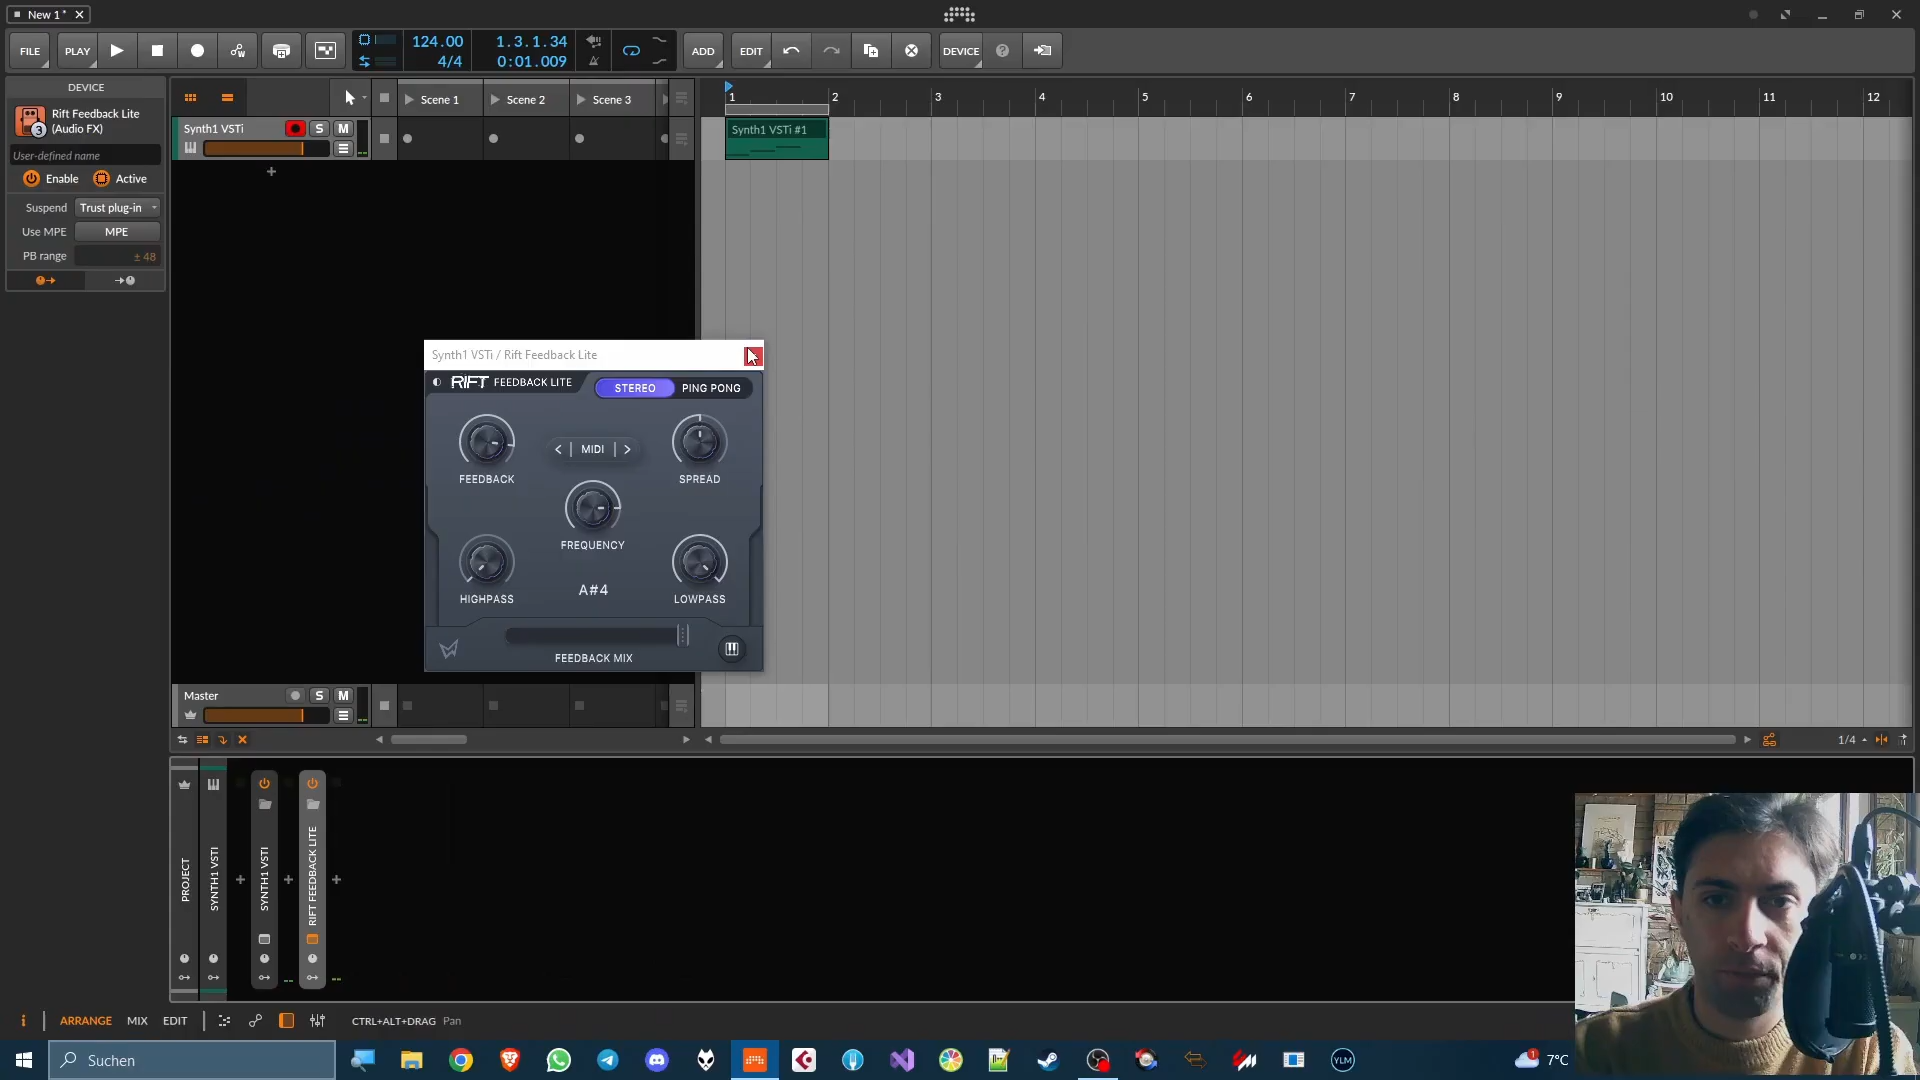 New 1 *
FILE
PLAY
124.00
4/4
1.3.1.34
0:01.009
ADD
EDIT
DEVICE
DEVICE
Rift Feedback Lite
(Audio FX)
3
User-defined name
Enable
Active
Suspend
Trust plug-in
Use MPE
MPE
PB range
± 48
Scene 1
Scene 2
Scene 3
1 2 3 4 5 6 7 8 9 10 11 12
Synth1 VSTi
S M
Synth1 VSTi #1
Synth1 VSTi / Rift Feedback Lite
RIFT FEEDBACK LITE
STEREO
PING PONG
FEEDBACK
< | MIDI | >
SPREAD
FREQUENCY
HIGHPASS
A#4
LOWPASS
FEEDBACK MIX
Master
S M
1/4
PROJECT
SYNTH1 VSTI
SYNTH1 VSTI
RIFT FEEDBACK LITE
ARRANGE
MIX
EDIT
CTRL+ALT+DRAG Pan
Suchen
YLM
1
7°C